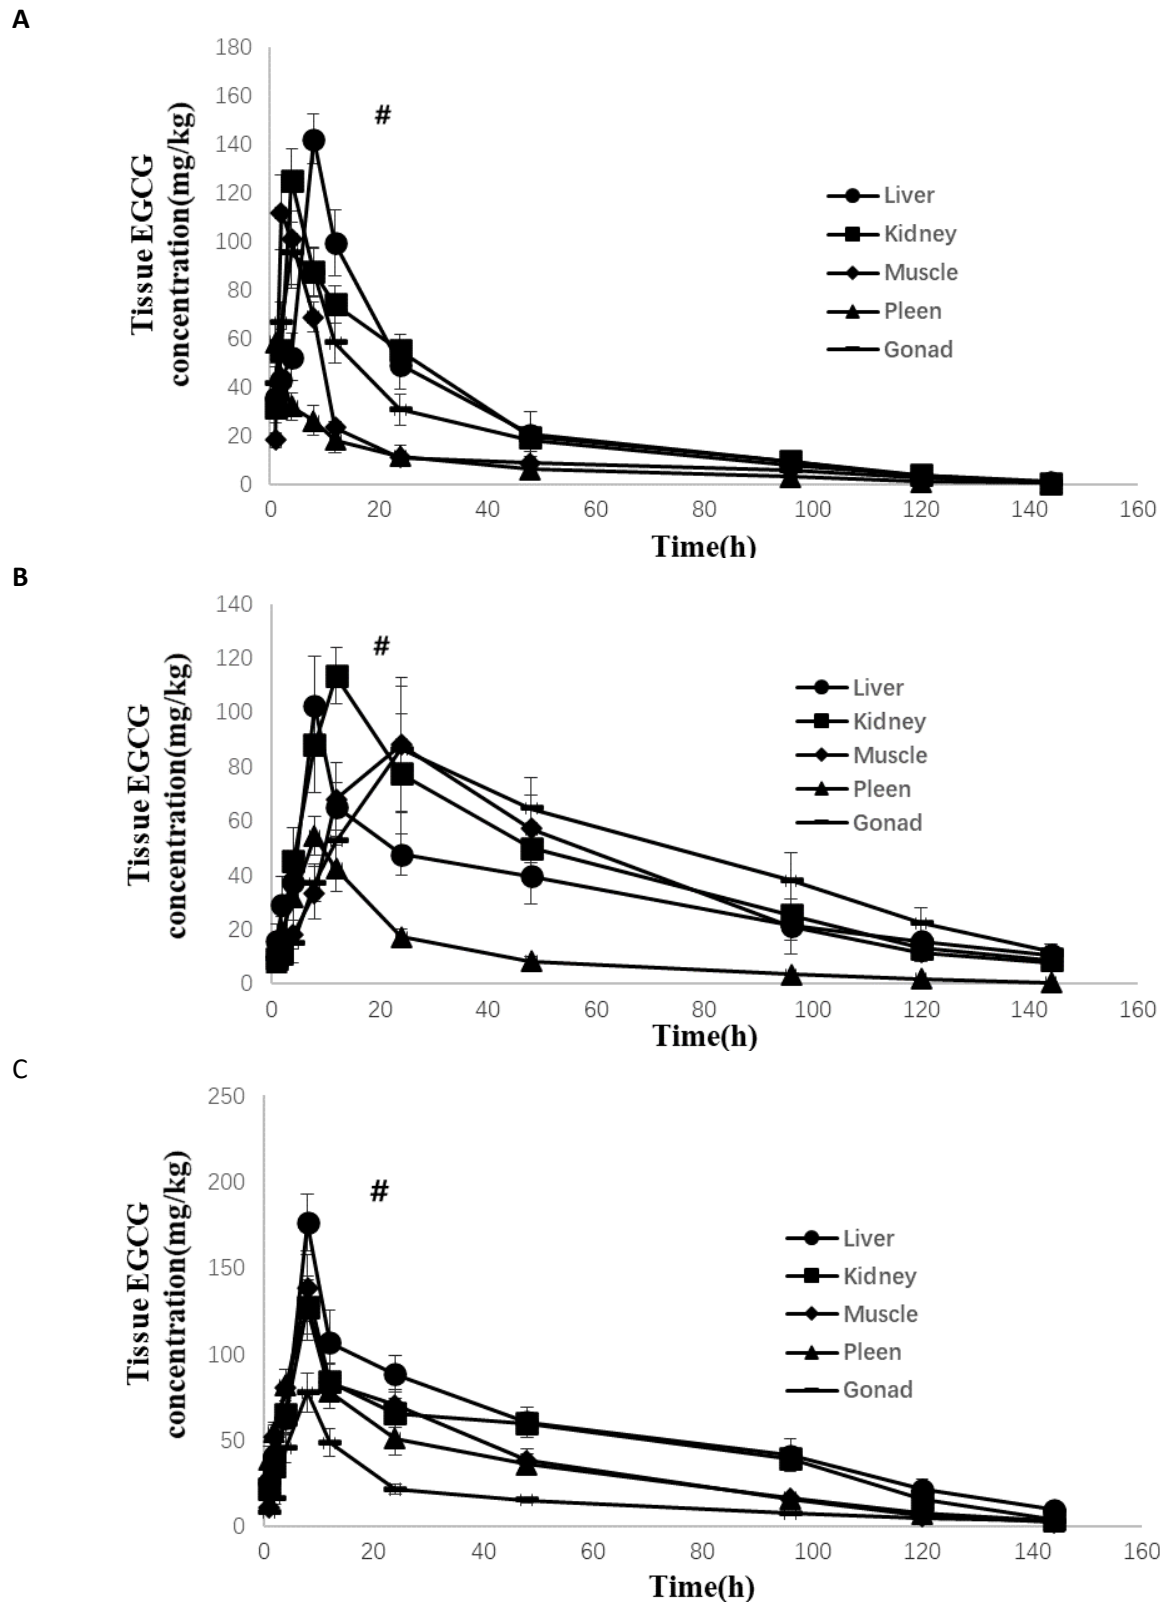 A
180
160
140
120
100
80
60
40
20
0
Tissue EGCG
concentration(mg/kg)
#
Liver
Kidney
Muscle
Pleen
Gonad
0 20 40 60 80 100 120 140 160
Time(h)
B
140
120
100
80
60
40
20
0
Tissue EGCG
concentration(mg/kg)
#
Liver
Kidney
Muscle
Pleen
Gonad
0 20 40 60 80 100 120 140 160
Time(h)
C
250
200
150
100
50
0
Tissue EGCG
concentration(mg/kg)
#
Liver
Kidney
Muscle
Pleen
Gonad
0 20 40 60 80 100 120 140 160
Time(h)